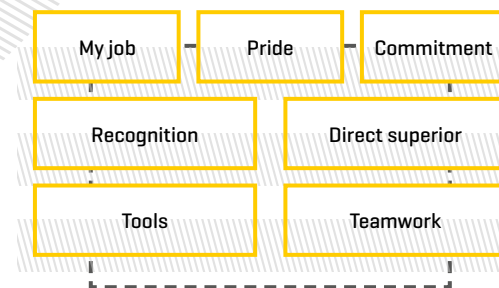 My job Pride Commitment
Recognition Direct superior
Tools Teamwork